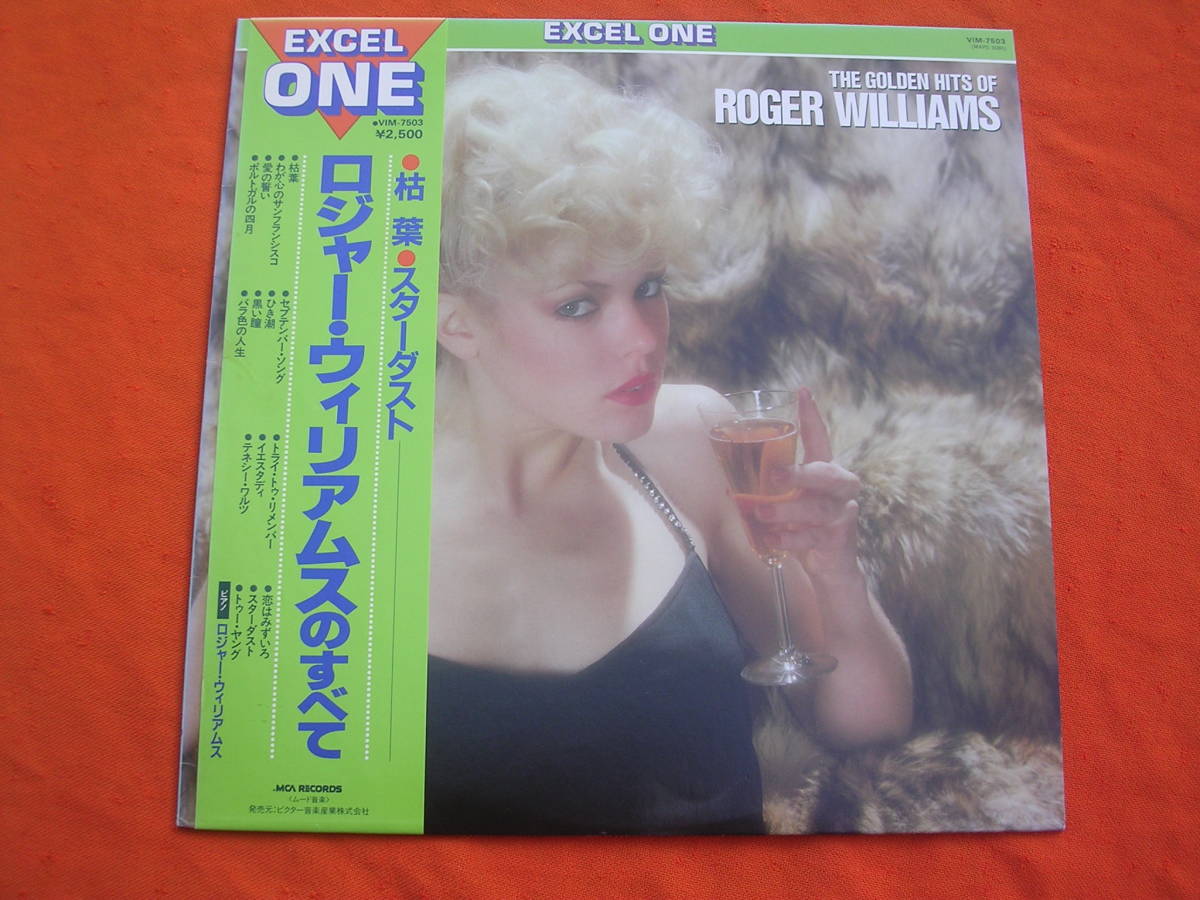 EXCEL ONE
VIM-7503
THE GOLDEN HITS OF
ROGER WILLIAMS
EXCEL
ONE
●VIM-7503
¥2,500
●枯葉●スターダスト
ロジャー・ウィリアムスのすべて
●枯葉
●わが心のサンフランシスコ
●愛の誓い
●ポルトガルの四月
●セプテンバー・ソング
●ひき潮
●黒い瞳
●バラ色の人生
●トライ・トゥ・リメンバー
●イエスタデイ
●テネシー・ワルツ
●恋はみずいろ
●スターダスト
●トゥー・ヤング
ピアノ ロジャー・ウィリアムス
MCA RECORDS
〈ムード音楽〉
発売元:ビクター音楽産業株式会社